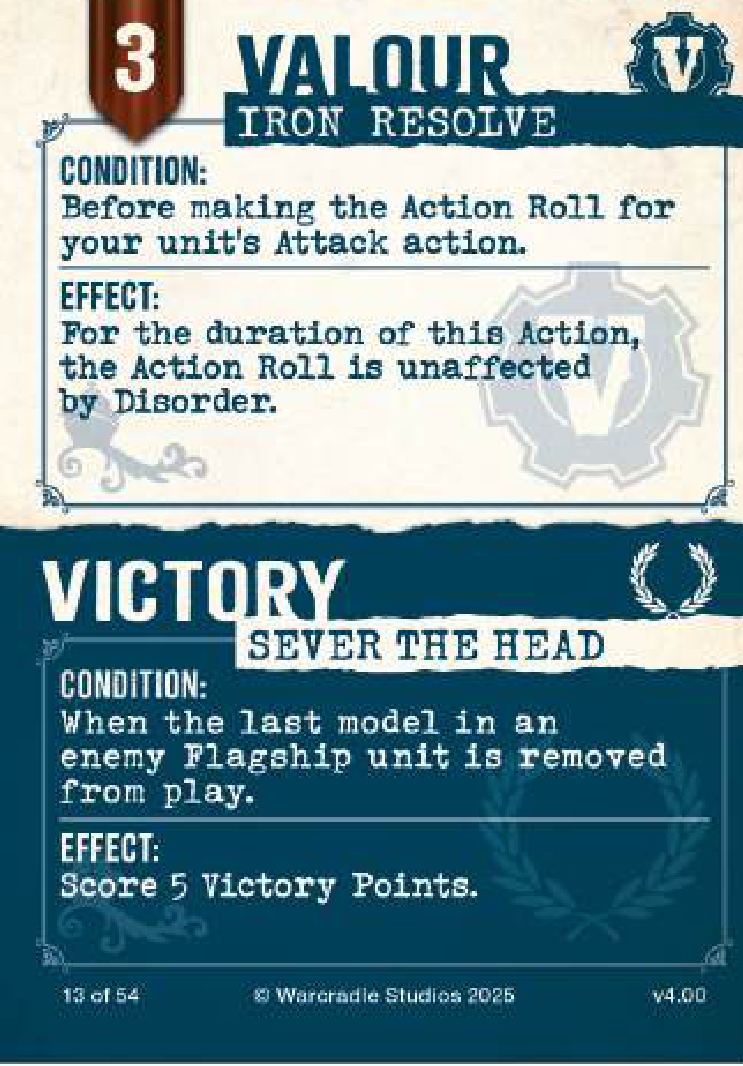 3
VALOUR
V
IRON RESOLVE
CONDITION:
Before making the Action Roll for
your unit's Attack action.
EFFECT:
For the duration of this Action,
the Action Roll is unaffected
by Disorder.
V
VICTORY
SEVER THE HEAD
CONDITION:
When the last model in an
enemy Flagship unit is removed
from play.
EFFECT:
Score 5 Victory Points.
13 of 54 © Warcradle Studios 2025 v4.00